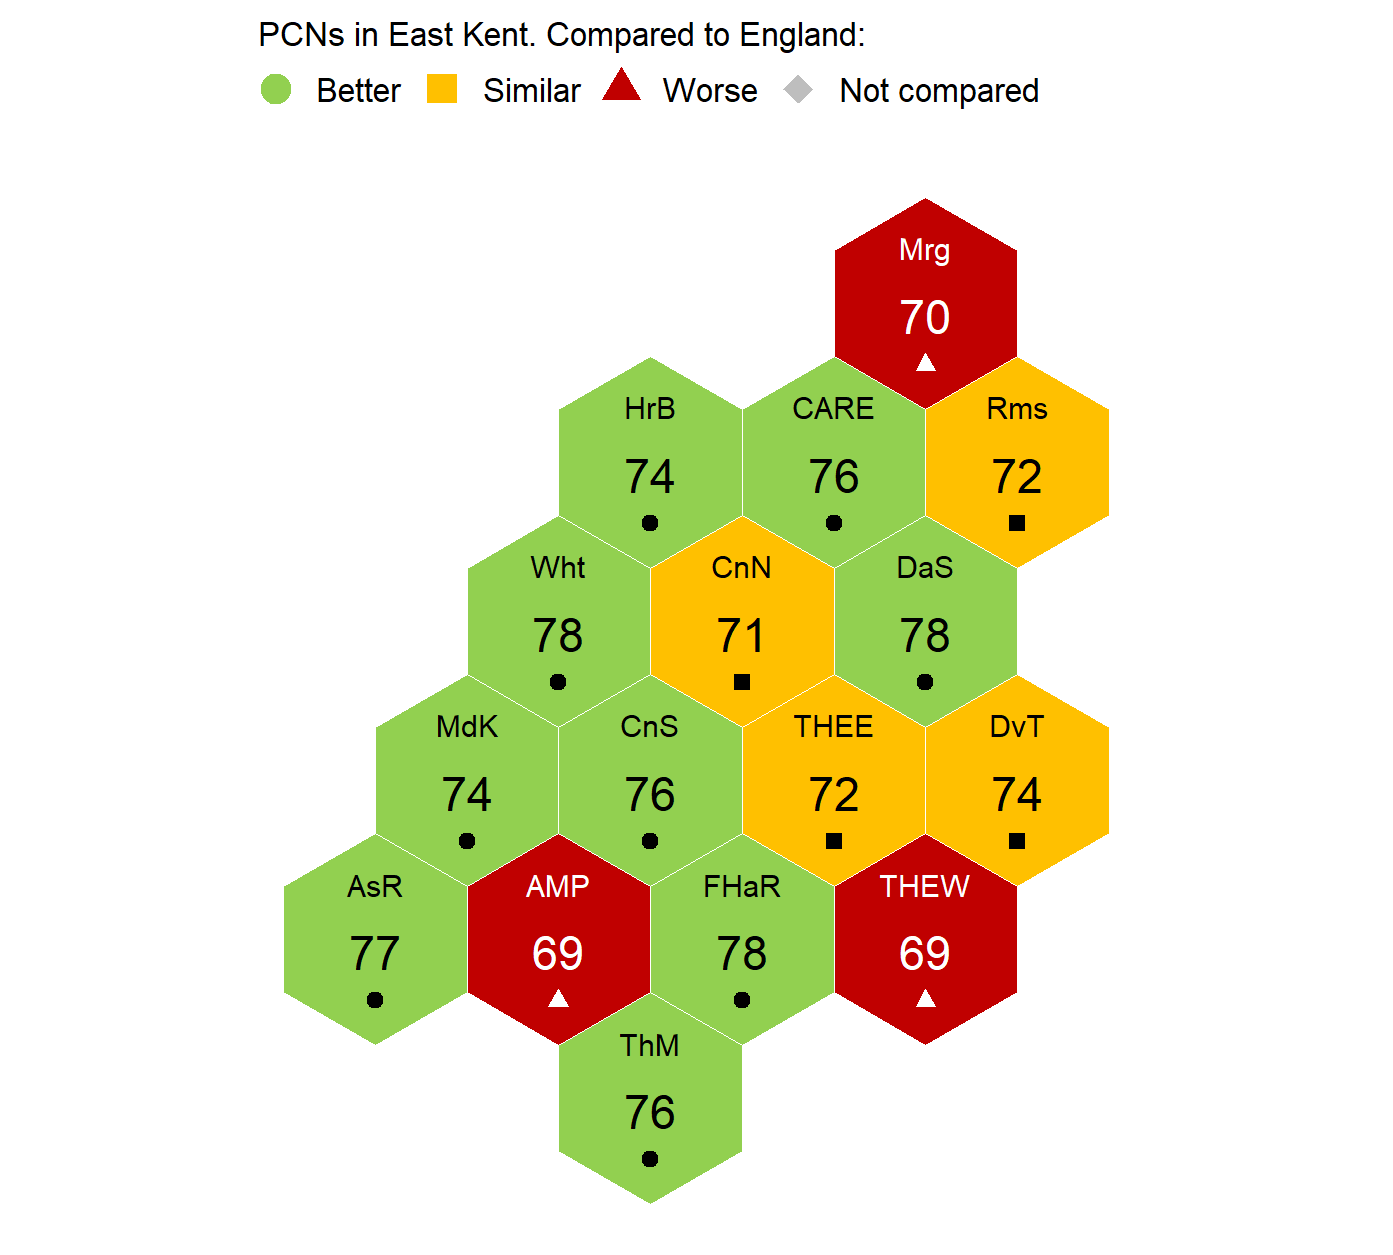 PCNs in East Kent. Compared to England:
Better Similar Worse Not compared
Mrg
70
HrB CARE Rms
74 76 72
Wht CnN DaS
78 71 78
MdK CnS THEE DvT
74 76 72 74
AsR AMP FHaR THEW
77 69 78 69
ThM
76